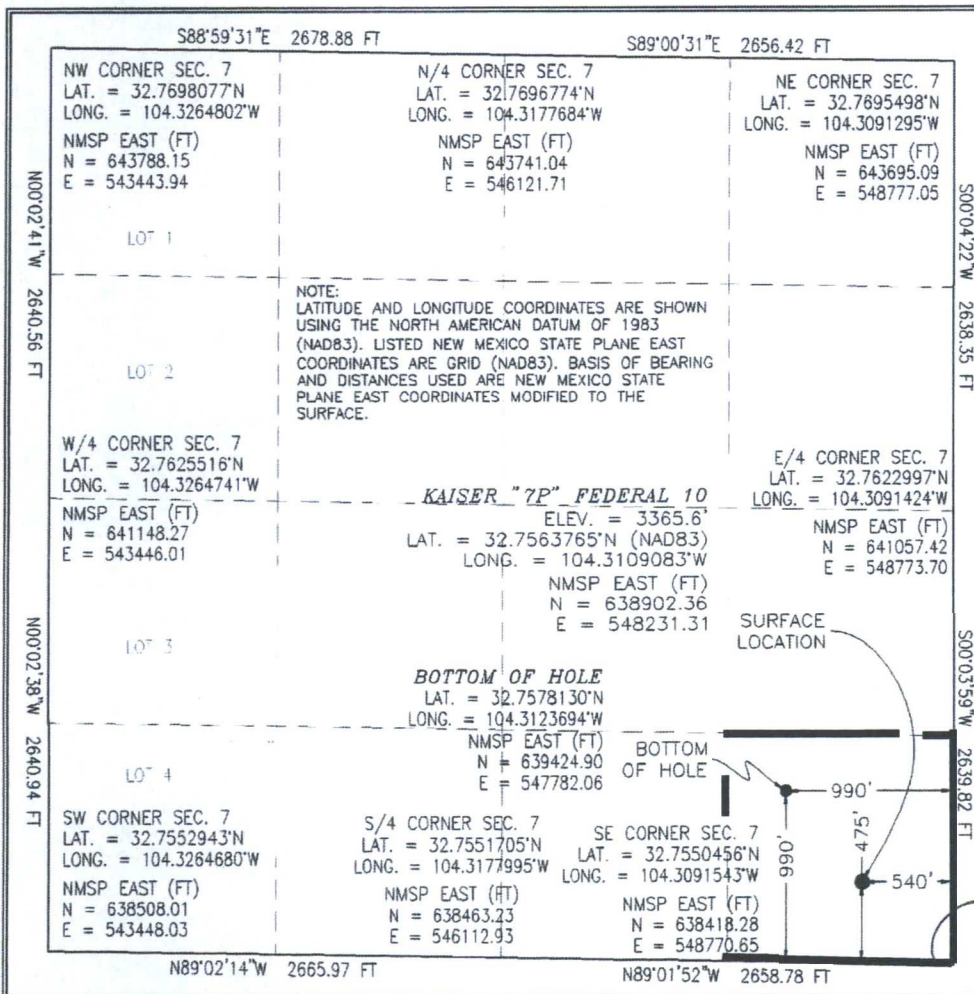 S88°59'31"E 2678.88 FT
S89°00'31"E 2656.42 FT
NW CORNER SEC. 7
LAT. = 32.7698077°N
LONG. = 104.3264802°W
NMSP EAST (FT)
N = 643788.15
E = 543443.94
N/4 CORNER SEC. 7
LAT. = 32.7696774°N
LONG. = 104.3177684°W
NMSP EAST (FT)
N = 643741.04
E = 546121.71
NE CORNER SEC. 7
LAT. = 32.7695498°N
LONG. = 104.3091295°W
NMSP EAST (FT)
N = 643695.09
E = 548777.05
N00°02'41"W 2640.56 FT
S00°04'22"W 2638.35 FT
LOT 1
NOTE:
LATITUDE AND LONGITUDE COORDINATES ARE SHOWN
USING THE NORTH AMERICAN DATUM OF 1983
(NAD83). LISTED NEW MEXICO STATE PLANE EAST
COORDINATES ARE GRID (NAD83). BASIS OF BEARING
AND DISTANCES USED ARE NEW MEXICO STATE
PLANE EAST COORDINATES MODIFIED TO THE
SURFACE.
LOT 2
W/4 CORNER SEC. 7
LAT. = 32.7625516°N
LONG. = 104.3264741°W
NMSP EAST (FT)
N = 641148.27
E = 543446.01
KAISER "7P" FEDERAL 10
ELEV. = 3365.6'
LAT. = 32.7563765°N (NAD83)
LONG. = 104.3109083°W
NMSP EAST (FT)
N = 638902.36
E = 548231.31
E/4 CORNER SEC. 7
LAT. = 32.7622997°N
LONG. = 104.3091424°W
NMSP EAST (FT)
N = 641057.42
E = 548773.70
SURFACE
LOCATION
LOT 3
N00°02'38"W 2640.94 FT
S00°03'59"W 2639.82 FT
BOTTOM OF HOLE
LAT. = 32.7578130°N
LONG. = 104.3123694°W
NMSP EAST (FT)
N = 639424.90
E = 547782.06
BOTTOM
OF HOLE
990'
990'
475'
540'
LOT 4
SW CORNER SEC. 7
LAT. = 32.7552943°N
LONG. = 104.3264680°W
NMSP EAST (FT)
N = 638508.01
E = 543448.03
S/4 CORNER SEC. 7
LAT. = 32.7551705°N
LONG. = 104.3177995°W
NMSP EAST (FT)
N = 638463.23
E = 546112.93
SE CORNER SEC. 7
LAT. = 32.7550456°N
LONG. = 104.3091543°W
NMSP EAST (FT)
N = 638418.28
E = 548770.65
N89°02'14"W 2665.97 FT
N89°01'52"W 2658.78 FT